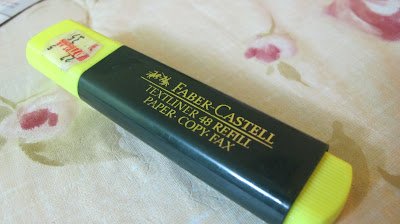 FABER-CASTELL
TEXTLINER 48 REFILL
PAPER·COPY·FAX